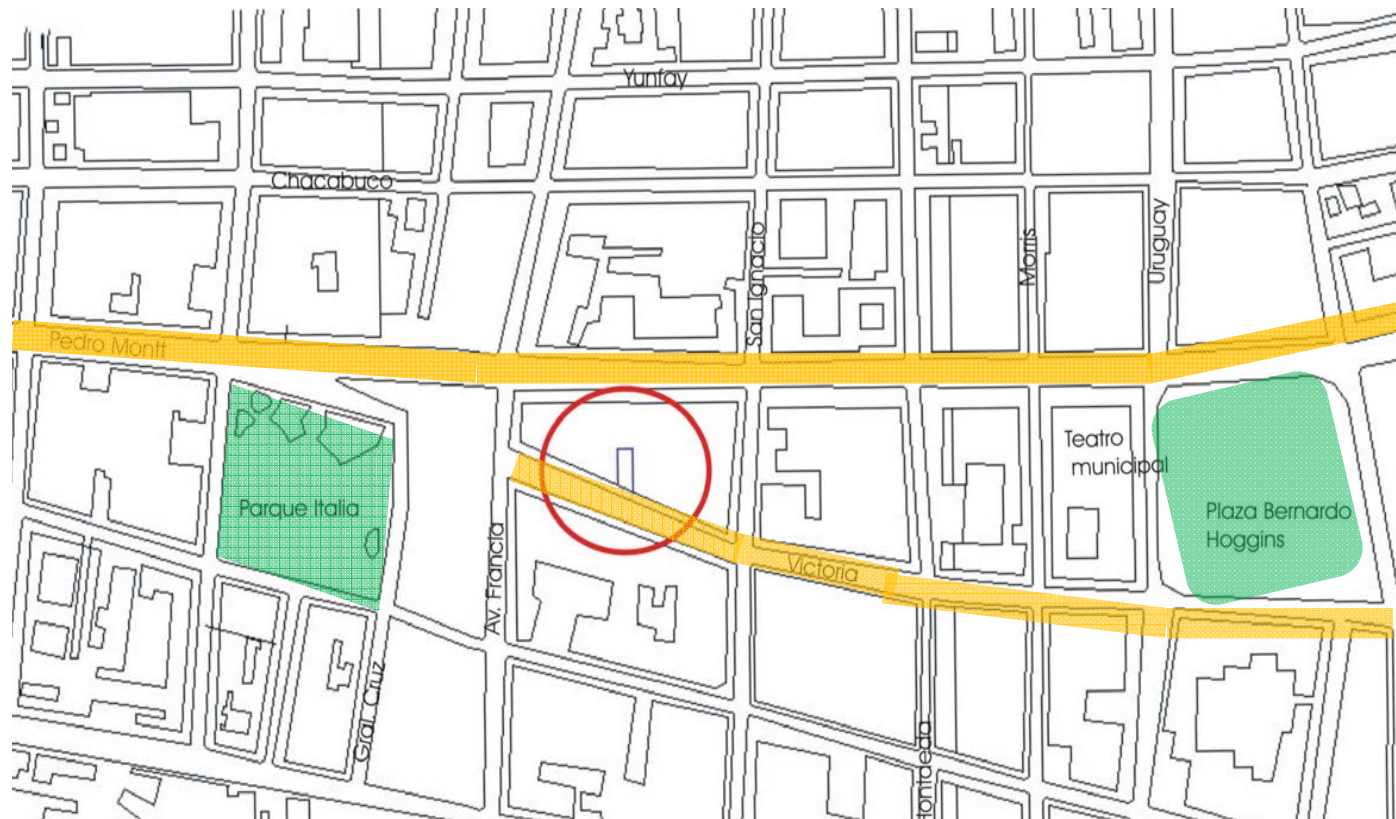 Yunfay
Chacabuco
San Ignacio
Morris
Uruguay
Pedro Montt
Teatro
municipal
Parque Italia
Plaza Bernardo
Hoggins
Av. Francia
Victoria
Gral. Cruz